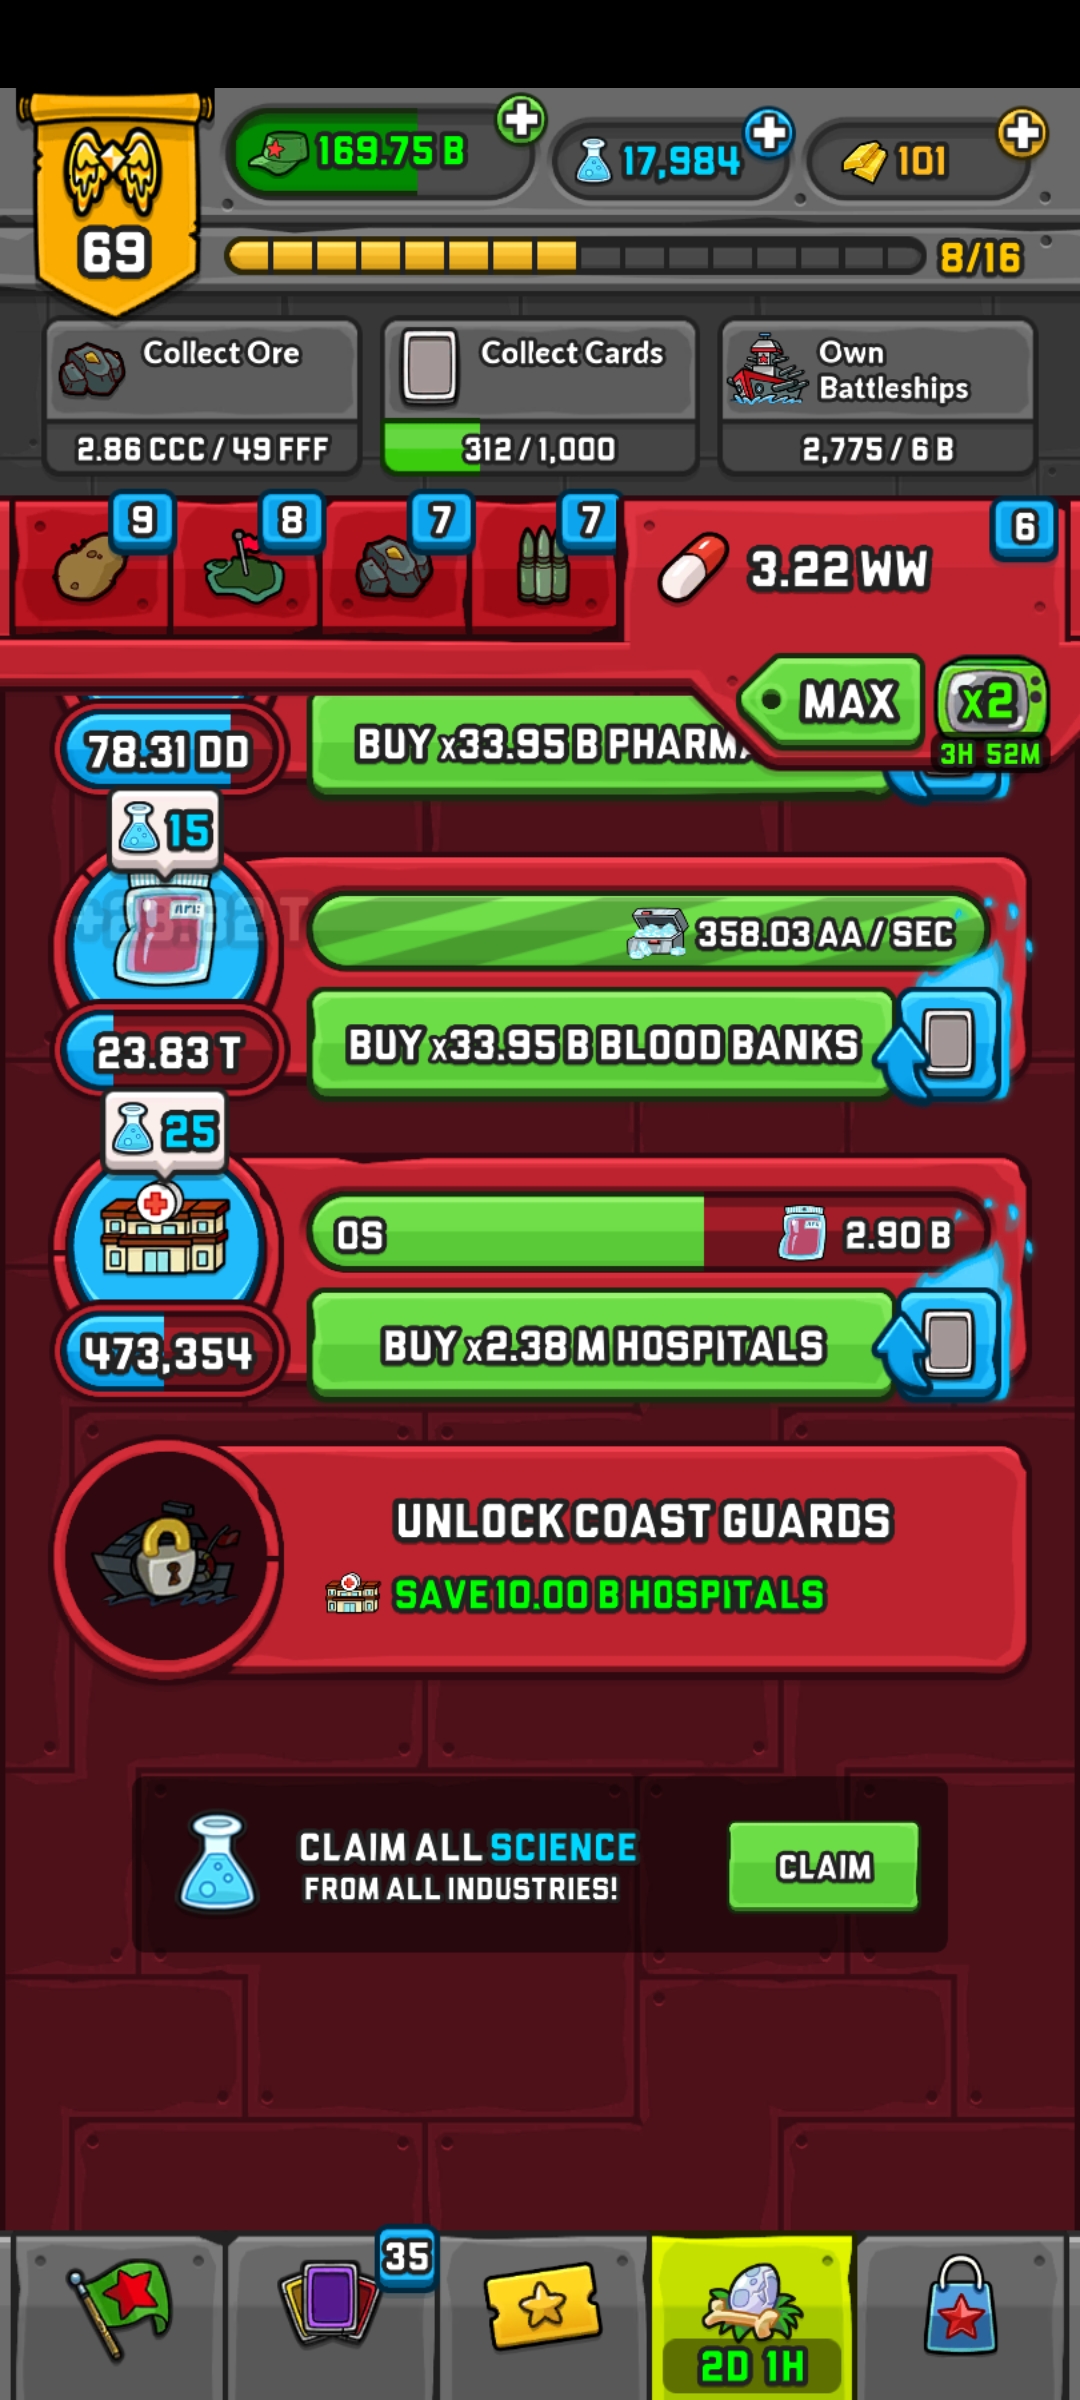 169.75 B
17,984
101
69
8/16
Collect Ore
2.86 CCC / 49 FFF
Collect Cards
312 / 1,000
Own
Battleships
2,775 / 6 B
9
8
7
7
3.22 WW
6
MAX
x2
3H 52M
78.31 DD
BUY x33.95 B PHARMA
15
358.03 AA / SEC
23.83 T
BUY x33.95 B BLOOD BANKS
25
0S
2.90 B
473,354
BUY x2.38 M HOSPITALS
UNLOCK COAST GUARDS
SAVE 10.00 B HOSPITALS
CLAIM ALL SCIENCE
FROM ALL INDUSTRIES!
CLAIM
35
2D 1H